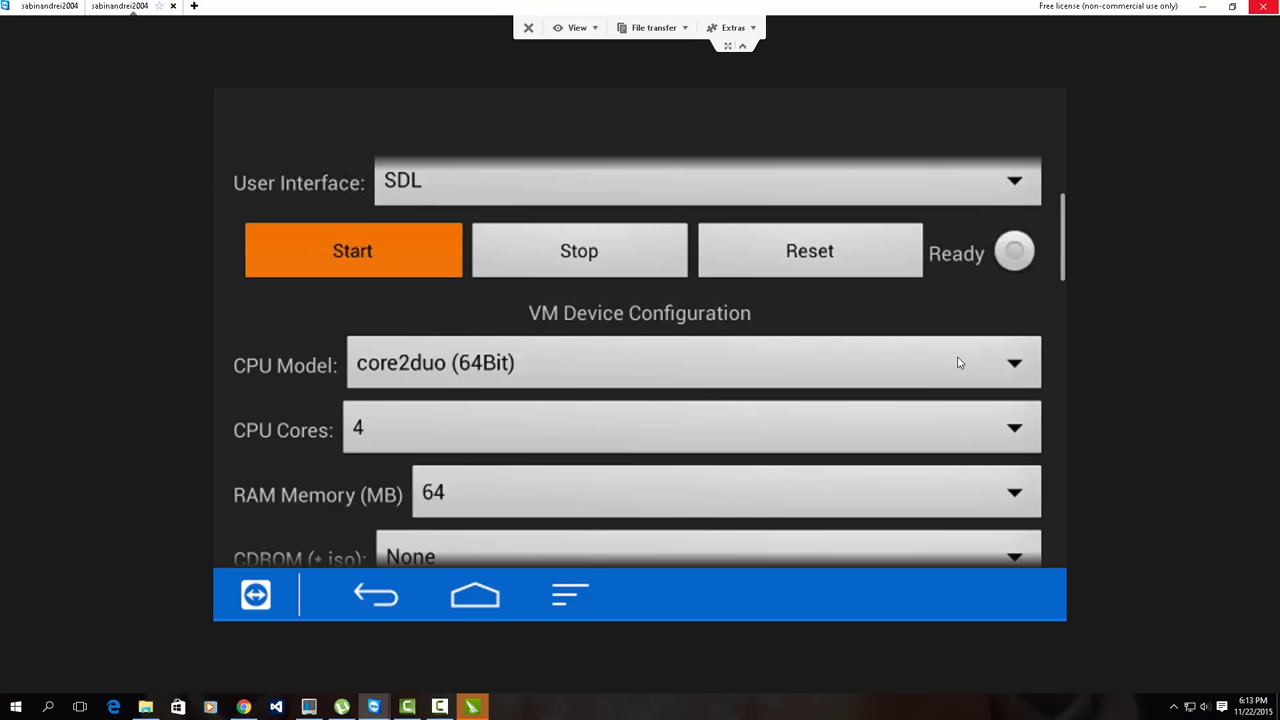 sabinandrei2004
sabinandrei2004
Free license (non-commercial use only)
View
File transfer
Extras
User Interface:
SDL
Start
Stop
Reset
Ready
VM Device Configuration
CPU Model:
core2duo (64Bit)
CPU Cores:
4
RAM Memory (MB)
64
CDROM (*.iso):
None
6:13 PM
11/22/2015